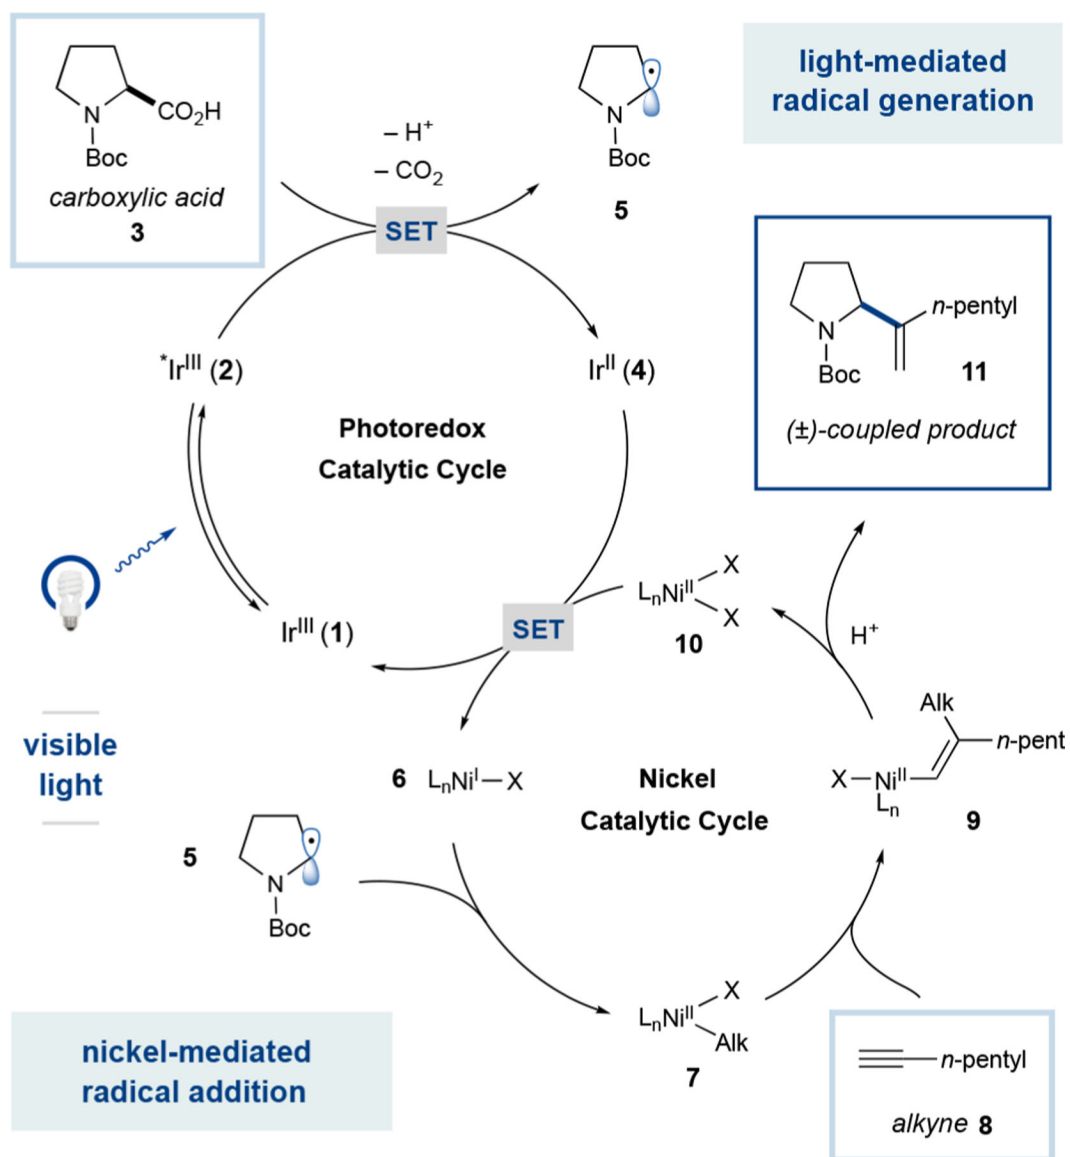 N
CO₂H
Boc
carboxylic acid
3
– H⁺
– CO₂
SET
N
Boc
5
light-mediated
radical generation
*Irᴵᴵᴵ (2)
Irᴵᴵ (4)
Photoredox
Catalytic Cycle
N
n-pentyl
Boc
11
(±)-coupled product
Irᴵᴵᴵ (1)
SET
LₙNiᴵᴵ
X
X
10
H⁺
visible
light
6 LₙNiᴵ—X
Nickel
Catalytic Cycle
Alk
n-pent
X—Niᴵᴵ
Lₙ
9
5
N
Boc
LₙNiᴵᴵ
X
Alk
7
nickel-mediated
radical addition
n-pentyl
alkyne 8